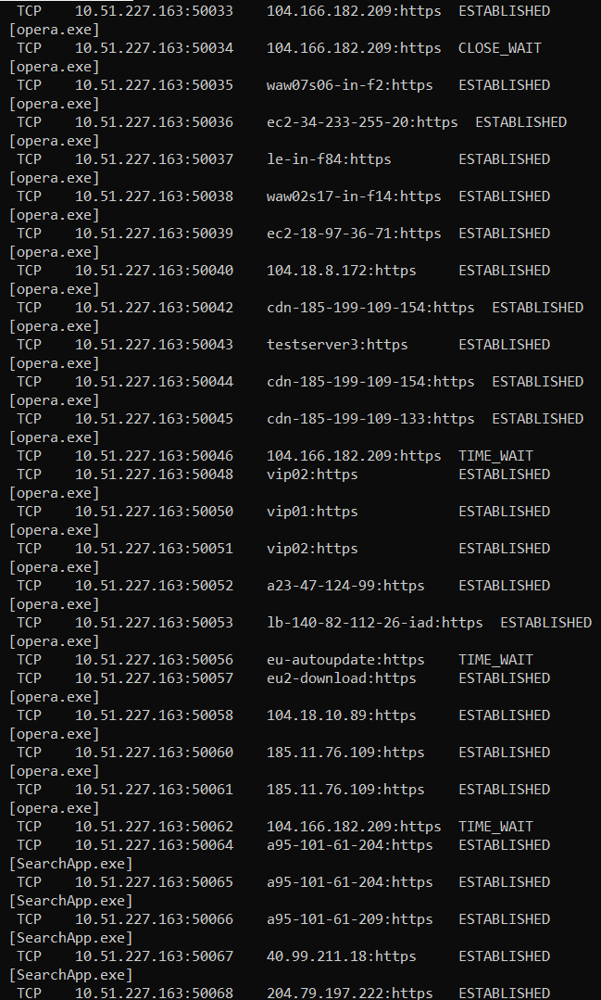 TCP    10.51.227.163:50033    104.166.182.209:https  ESTABLISHED
[opera.exe]
TCP    10.51.227.163:50034    104.166.182.209:https  CLOSE_WAIT
[opera.exe]
TCP    10.51.227.163:50035    waw07s06-in-f2:https   ESTABLISHED
[opera.exe]
TCP    10.51.227.163:50036    ec2-34-233-255-20:https  ESTABLISHED
[opera.exe]
TCP    10.51.227.163:50037    le-in-f84:https        ESTABLISHED
[opera.exe]
TCP    10.51.227.163:50038    waw02s17-in-f14:https  ESTABLISHED
[opera.exe]
TCP    10.51.227.163:50039    ec2-18-97-36-71:https  ESTABLISHED
[opera.exe]
TCP    10.51.227.163:50040    104.18.8.172:https     ESTABLISHED
[opera.exe]
TCP    10.51.227.163:50042    cdn-185-199-109-154:https  ESTABLISHED
[opera.exe]
TCP    10.51.227.163:50043    testserver3:https      ESTABLISHED
[opera.exe]
TCP    10.51.227.163:50044    cdn-185-199-109-154:https  ESTABLISHED
[opera.exe]
TCP    10.51.227.163:50045    cdn-185-199-109-133:https  ESTABLISHED
[opera.exe]
TCP    10.51.227.163:50046    104.166.182.209:https  TIME_WAIT
TCP    10.51.227.163:50048    vip02:https            ESTABLISHED
[opera.exe]
TCP    10.51.227.163:50050    vip01:https            ESTABLISHED
[opera.exe]
TCP    10.51.227.163:50051    vip02:https            ESTABLISHED
[opera.exe]
TCP    10.51.227.163:50052    a23-47-124-99:https    ESTABLISHED
[opera.exe]
TCP    10.51.227.163:50053    lb-140-82-112-26-iad:https  ESTABLISHED
[opera.exe]
TCP    10.51.227.163:50056    eu-autoupdate:https    TIME_WAIT
TCP    10.51.227.163:50057    eu2-download:https     ESTABLISHED
[opera.exe]
TCP    10.51.227.163:50058    104.18.10.89:https     ESTABLISHED
[opera.exe]
TCP    10.51.227.163:50060    185.11.76.109:https    ESTABLISHED
[opera.exe]
TCP    10.51.227.163:50061    185.11.76.109:https    ESTABLISHED
[opera.exe]
TCP    10.51.227.163:50062    104.166.182.209:https  TIME_WAIT
TCP    10.51.227.163:50064    a95-101-61-204:https   ESTABLISHED
[SearchApp.exe]
TCP    10.51.227.163:50065    a95-101-61-204:https   ESTABLISHED
[SearchApp.exe]
TCP    10.51.227.163:50066    a95-101-61-209:https   ESTABLISHED
[SearchApp.exe]
TCP    10.51.227.163:50067    40.99.211.18:https     ESTABLISHED
[SearchApp.exe]
TCP    10.51.227.163:50068    204.79.197.222:https   ESTABLISHED